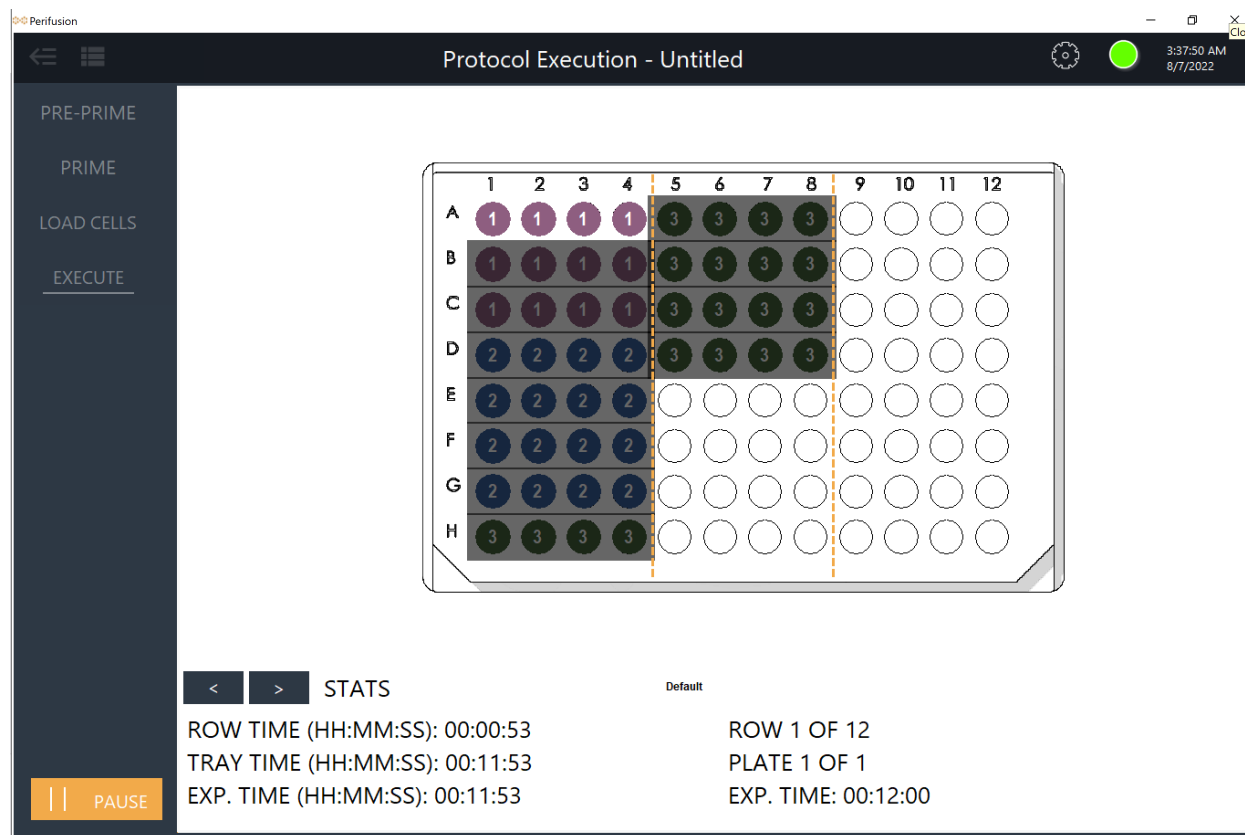 Perifusion
Clo
Protocol Execution - Untitled
3:37:50 AM
8/7/2022
PRE-PRIME
PRIME
LOAD CELLS
EXECUTE
1 2 3 4 5 6 7 8 9 10 11 12
A 1 1 1 1 3 3 3 3
B 1 1 1 1 3 3 3 3
C 1 1 1 1 3 3 3 3
D 2 2 2 2 3 3 3 3
E 2 2 2 2
F 2 2 2 2
G 2 2 2 2
H 3 3 3 3
< > STATS Default
ROW TIME (HH:MM:SS): 00:00:53 ROW 1 OF 12
TRAY TIME (HH:MM:SS): 00:11:53 PLATE 1 OF 1
EXP. TIME (HH:MM:SS): 00:11:53 EXP. TIME: 00:12:00
PAUSE